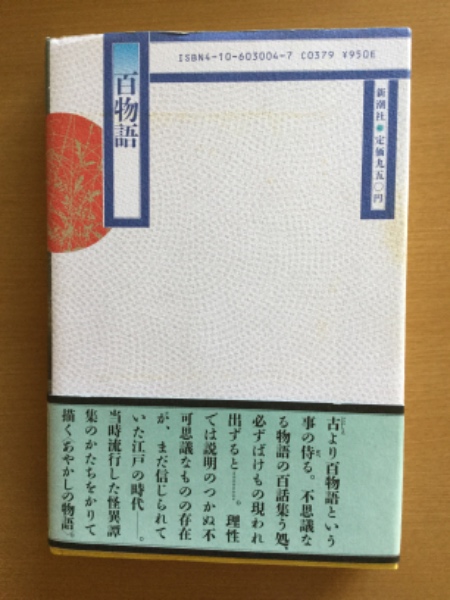 ISBN4-10-603004-7 C0379 ¥950E
百物語
新潮社●定価九五〇円
古より百物語という
事の侍る。不思議な
る物語の百話集う処、
必ずばけもの現われ
出ずると………。理性
では説明のつかぬ不
可思議なものの存在
が、まだ信じられて
いた江戸の時代――。
当時流行した怪異譚
集のかたちをかりて
描く〝あやかしの物語〟。